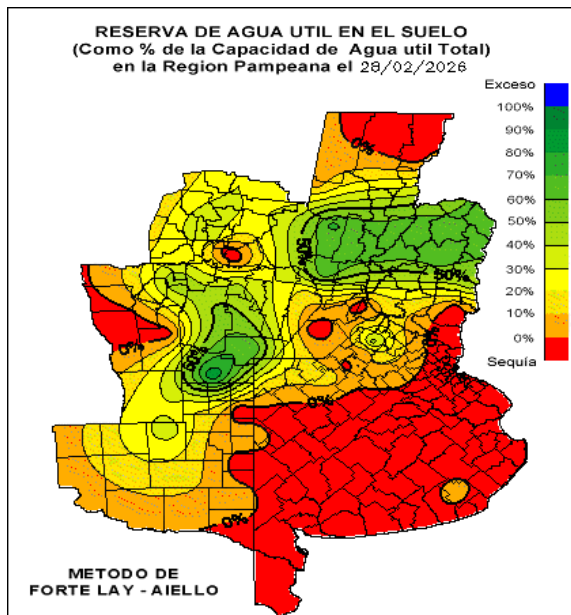 RESERVA DE AGUA UTIL EN EL SUELO
(Como % de la Capacidad de Agua util Total)
en la Region Pampeana el 28/02/2026
Exceso
100%
90%
80%
70%
60%
50%
40%
30%
20%
10%
0%
Sequía
0%
50%
50%
0%
50%
0%
0%
0%
METODO DE
FORTE LAY - AIELLO